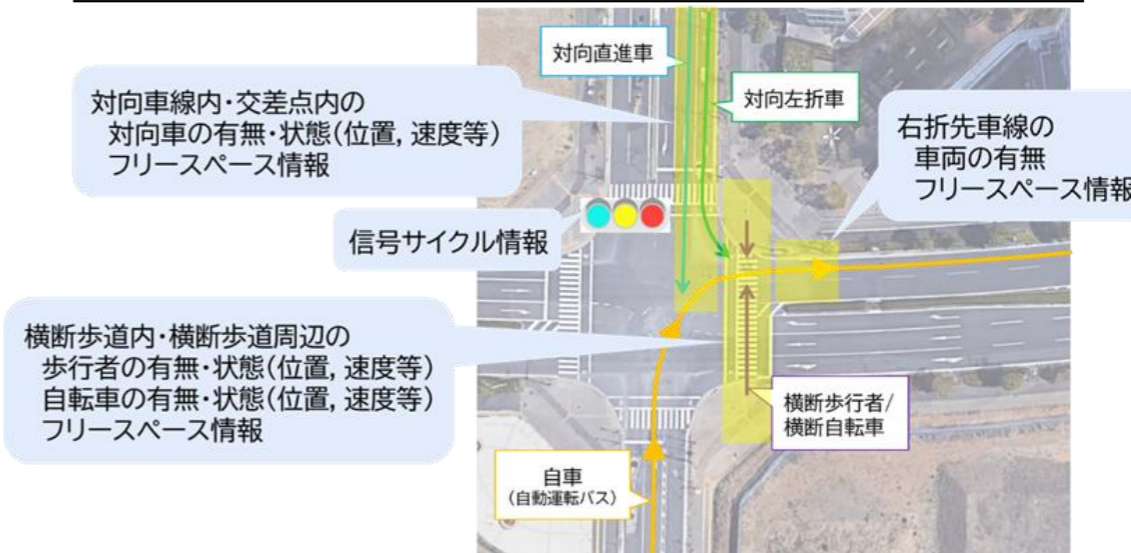 対向直進車
対向左折車
対向車線内・交差点内の
対向車の有無・状態(位置, 速度等)
フリースペース情報
右折先車線の
車両の有無
フリースペース情報
信号サイクル情報
横断歩道内・横断歩道周辺の
歩行者の有無・状態(位置, 速度等)
自転車の有無・状態(位置, 速度等)
フリースペース情報
横断歩行者/
横断自転車
自車
(自動運転バス)